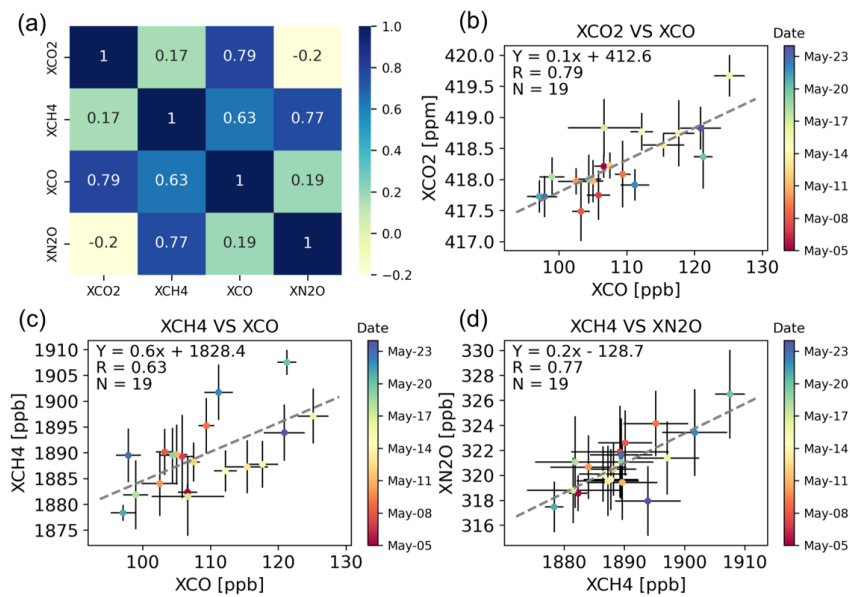 (a)
XCO2
XCH4
XCO
XN2O
1 0.17 0.79 -0.2
0.17 1 0.63 0.77
0.79 0.63 1 0.19
-0.2 0.77 0.19 1
XCO2 XCH4 XCO XN2O
1.0
0.8
0.6
0.4
0.2
0.0
−0.2
(b)
XCO2 VS XCO
Y = 0.1x + 412.6
R = 0.79
N = 19
XCO2 [ppm]
420.0
419.5
419.0
418.5
418.0
417.5
417.0
100 110 120 130
XCO [ppb]
Date
May-23
May-20
May-17
May-14
May-11
May-08
May-05
(c)
XCH4 VS XCO
Y = 0.6x + 1828.4
R = 0.63
N = 19
XCH4 [ppb]
1910
1905
1900
1895
1890
1885
1880
1875
100 110 120 130
XCO [ppb]
Date
May-23
May-20
May-17
May-14
May-11
May-08
May-05
(d)
XCH4 VS XN2O
Y = 0.2x - 128.7
R = 0.77
N = 19
XN2O [ppb]
330
328
326
324
322
320
318
316
1880 1890 1900 1910
XCH4 [ppb]
Date
May-23
May-20
May-17
May-14
May-11
May-08
May-05